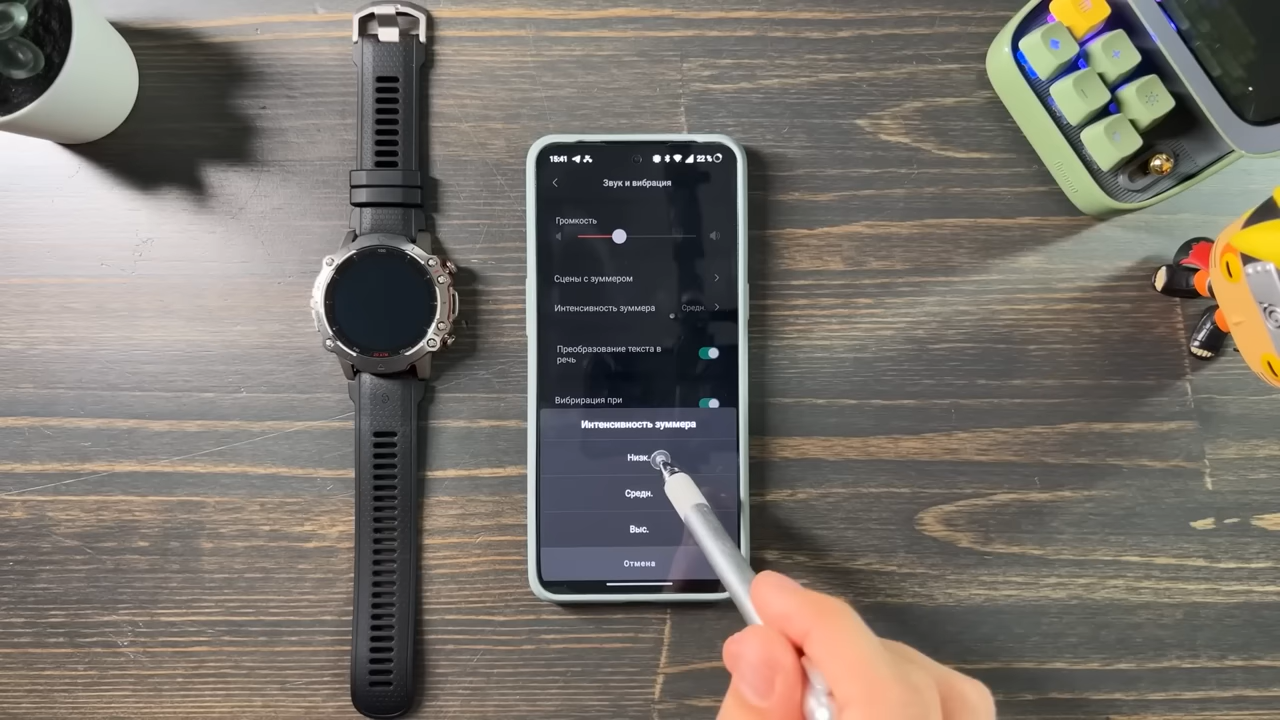 15:41
22%
Звук и вибрация
Громкость
Сцены с зуммером
Интенсивность зуммера Средн.
Преобразование текста в
речь
Вибрирация при
Интенсивность зуммера
Низк.
Средн.
Выс.
Отмена